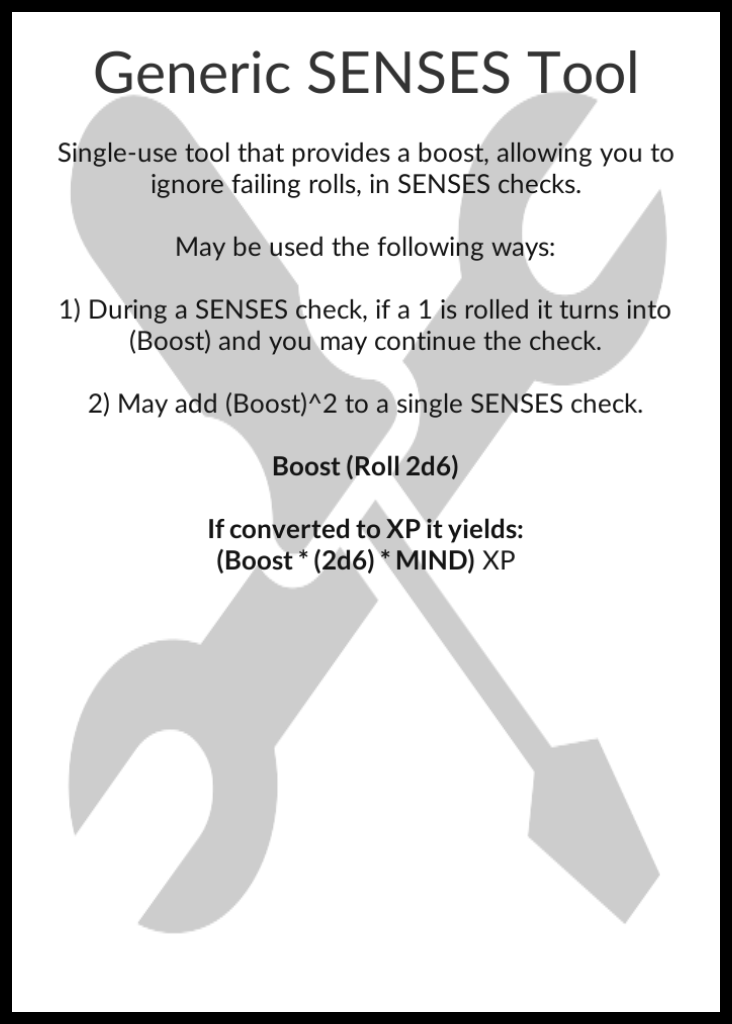 Generic SENSES Tool
Single-use tool that provides a boost, allowing you to
ignore failing rolls, in SENSES checks.
May be used the following ways:
1) During a SENSES check, if a 1 is rolled it turns into
(Boost) and you may continue the check.
2) May add (Boost)^2 to a single SENSES check.
Boost (Roll 2d6)
If converted to XP it yields:
(Boost * (2d6) * MIND) XP